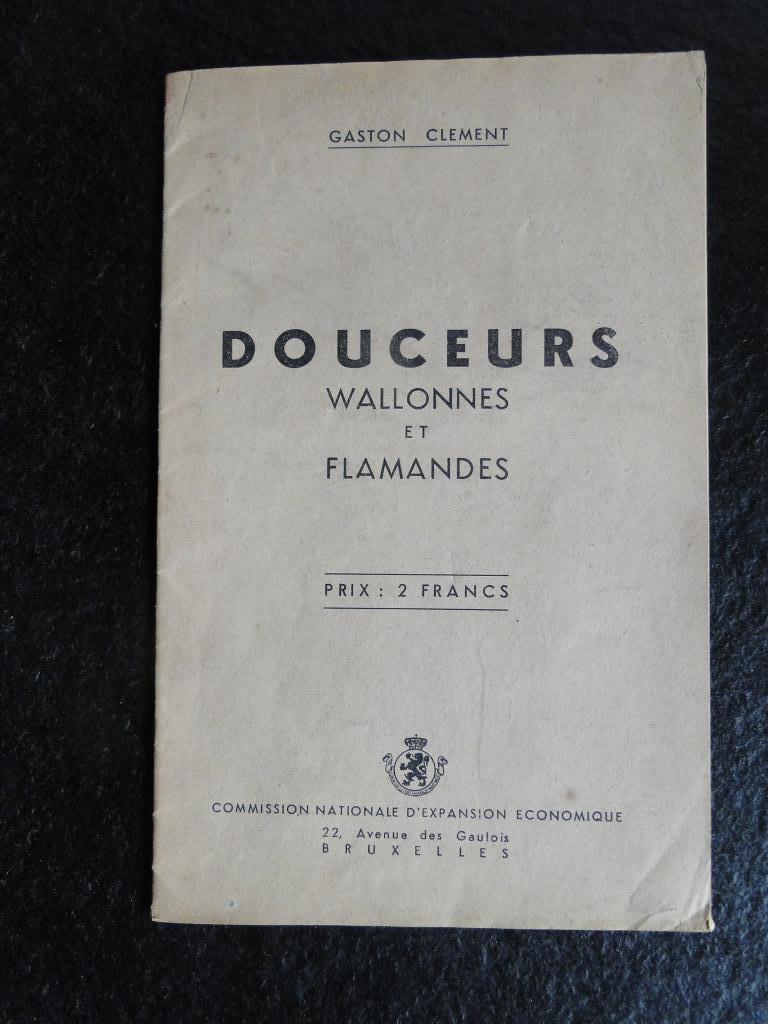 GASTON CLEMENT
DOUCEURS
WALLONNES
ET
FLAMANDES
PRIX : 2 FRANCS
COMMISSION NATIONALE D'EXPANSION ECONOMIQUE
22, Avenue des Gaulois
BRUXELLES